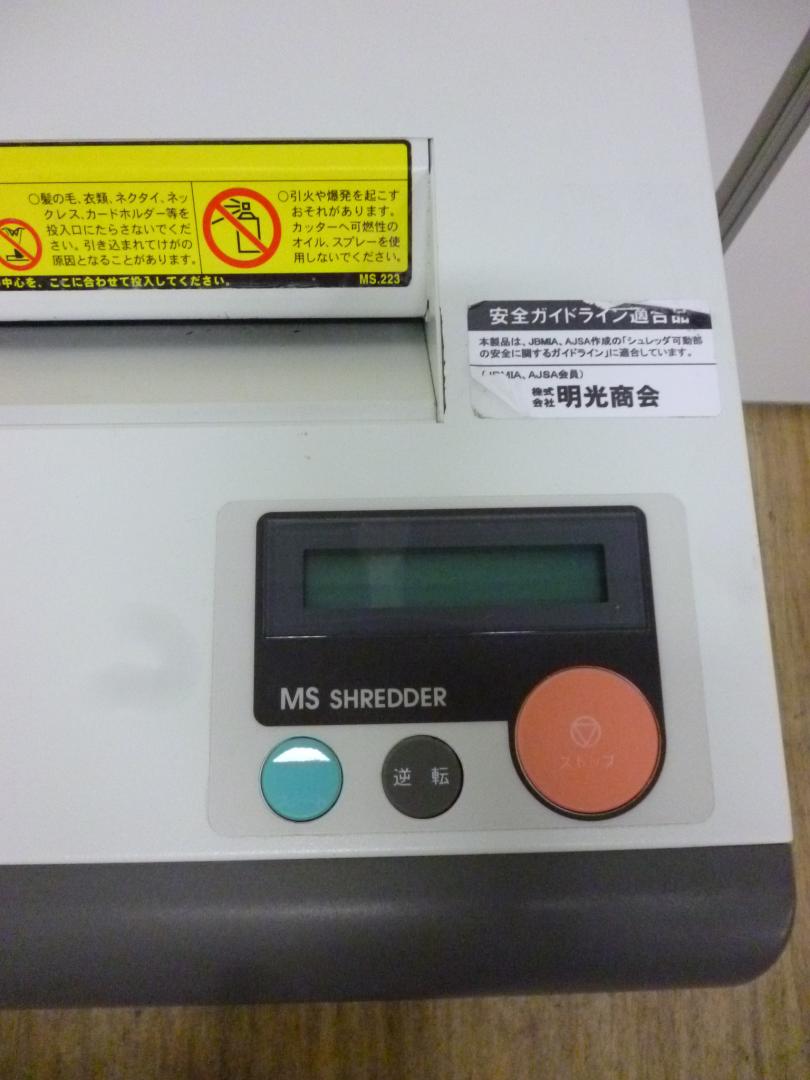 ○髪の毛、衣類、ネクタイ、ネッ
クレス、カードホルダー等を
投入口にたらさないでくだ
さい。引き込まれてけがの
原因となることがあります。
○引火や爆発を起こす
おそれがあります。
カッターへ可燃性の
オイル、スプレーを使
用しないでください。
中心を、ここに合わせて投入してください。
MS.223
安全ガイドライン適合品
本製品は、JBMIA、AJSA作成の「シュレッダ可動部
の安全に関するガイドライン」に適合しています。
(JBMIA、AJSA会員)
株式会社 明光商会
MS SHREDDER
逆転
ストップ